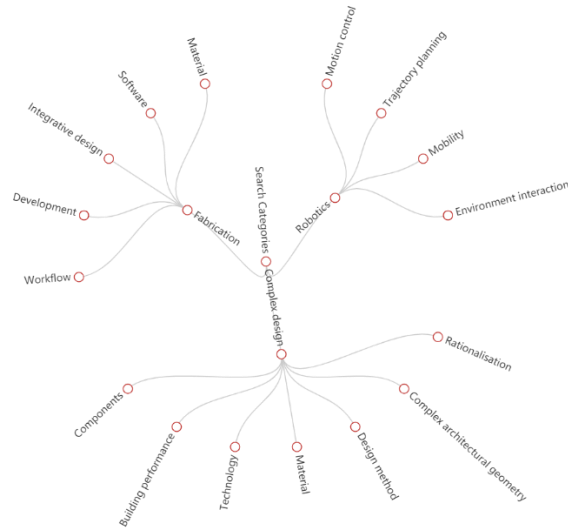 Motion control
Material
Trajectory planning
Software
Integrative design
Mobility
Search Categories
Development
Fabrication
Robotics
Environment interaction
Workflow
Complex design
Rationalisation
Components
Building performance
Technology
Material
Design method
Complex architectural geometry